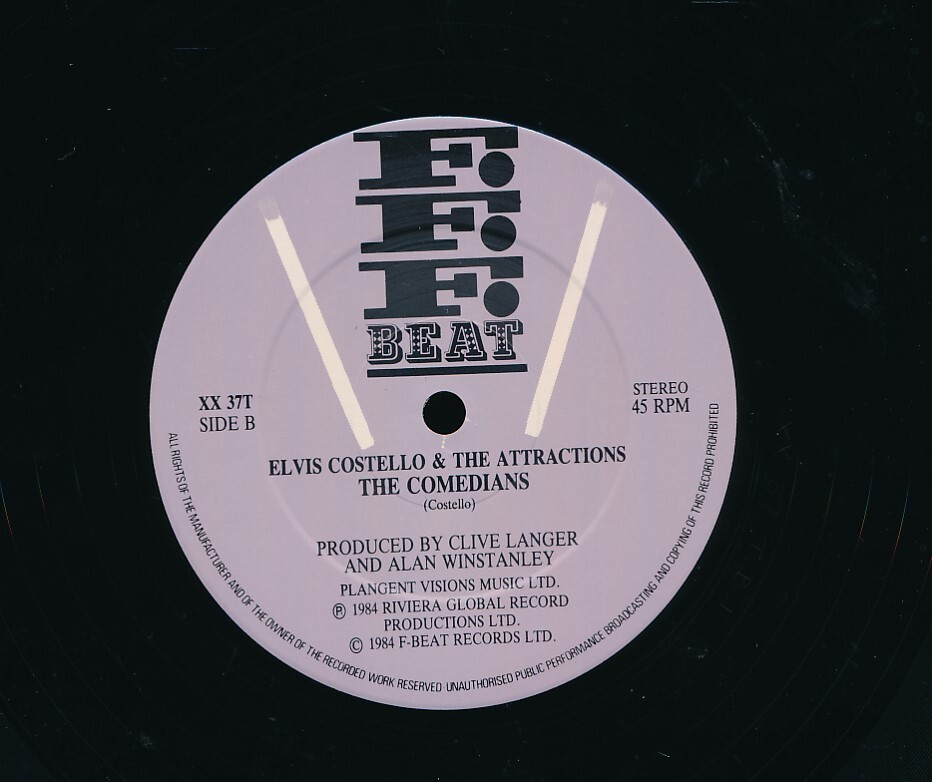 F.
F.
F.
BEAT
XX 37T
SIDE B
STEREO
45 RPM
ELVIS COSTELLO & THE ATTRACTIONS
THE COMEDIANS
(Costello)
PRODUCED BY CLIVE LANGER
AND ALAN WINSTANLEY
PLANGENT VISIONS MUSIC LTD.
Ⓟ 1984 RIVIERA GLOBAL RECORD
PRODUCTIONS LTD.
© 1984 F-BEAT RECORDS LTD.
ALL RIGHTS OF THE MANUFACTURER AND OF THE OWNER OF THE RECORDED WORK RESERVED UNAUTHORISED PUBLIC PERFORMANCE BROADCASTING AND COPYING OF THIS RECORD PROHIBITED